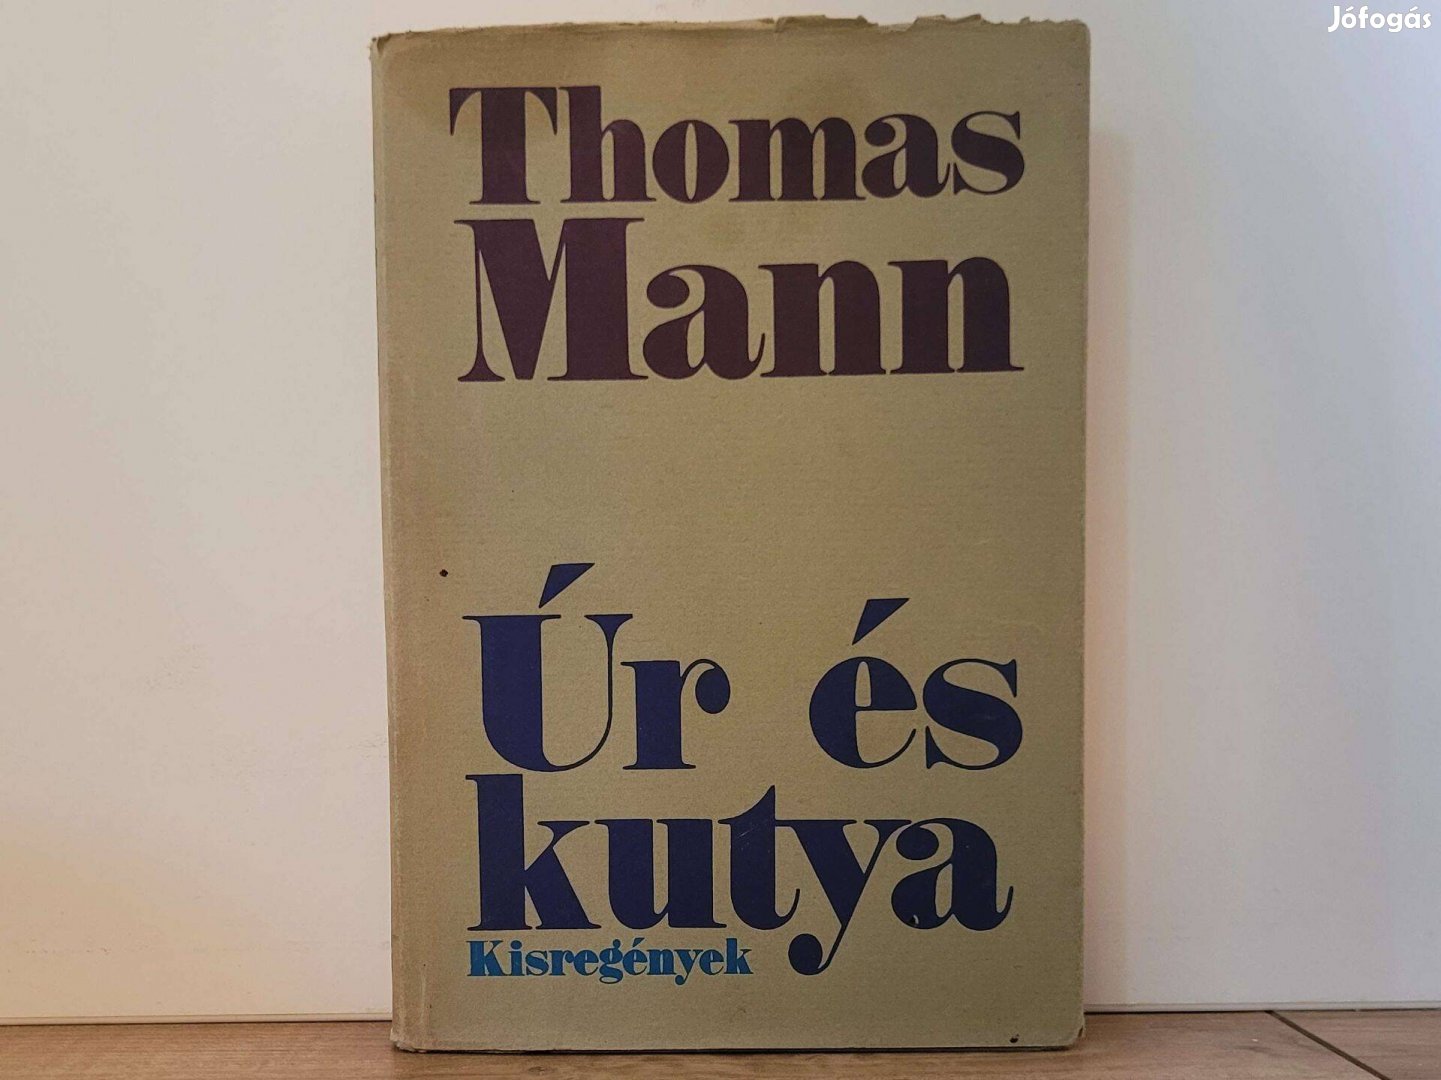 Jófogás
Thomas
Mann
Úr és
kutya
Kisregények